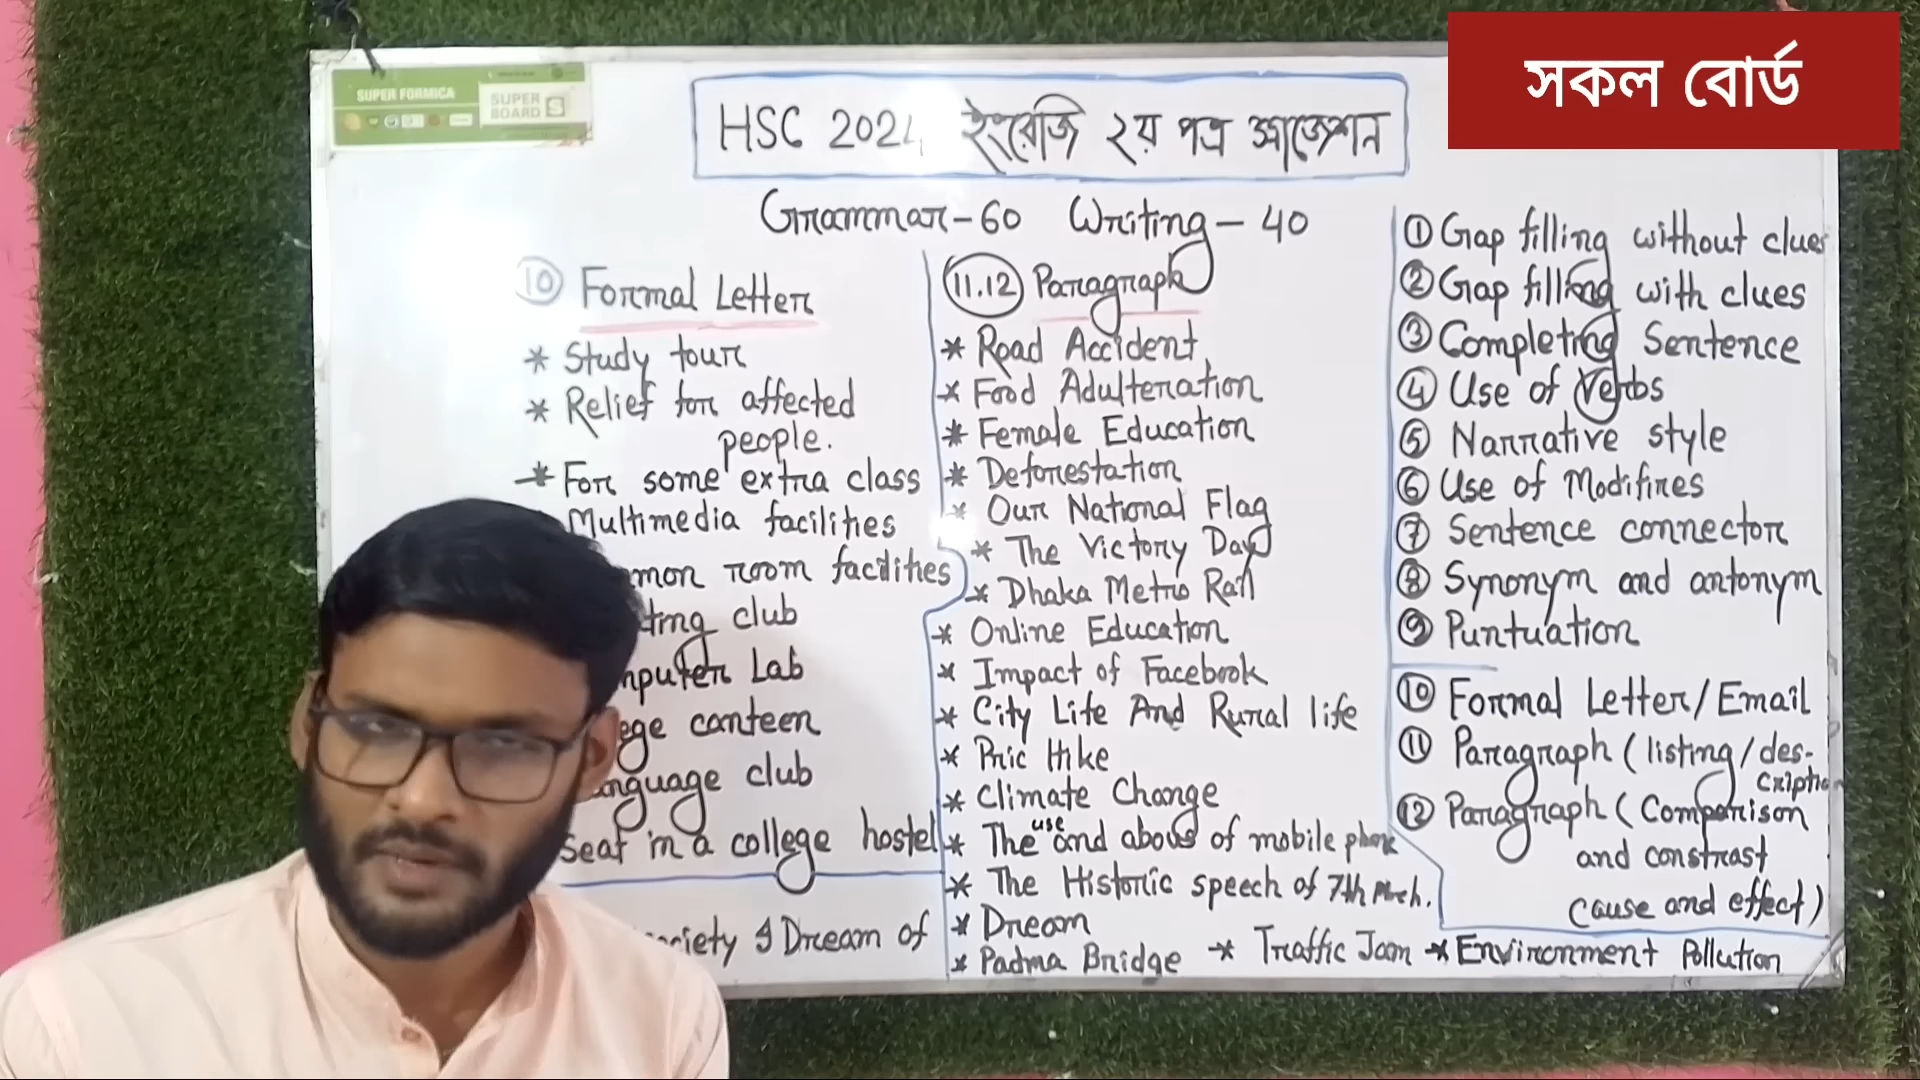 সকল বোর্ড
SUPER FORMICA
SUPER
BOARD S
HSC 2024 ইংরেজি ২য় পত্র সাজেশন
Grammar-60 Writing-40
10 Formal Letter
* Study tour
* Relief for affected
people.
* For some extra class
Multimedia facilities
room facilities
club
Lab
canteen
club
Seat in a college hostel
Dream of
11.12 Paragraph
* Road Accident
* Food Adulteration
* Female Education
* Deforestation
* Our National Flag
* The Victory Day
* Dhaka Metro Rail
* Online Education
* Impact of Facebook
* City Life And Rural life
* Pric Hike
* Climate Change
* The use and abous of mobile phone
* The Historic speech of 7th March.
* Dream
* Padma Bridge * Traffic Jam * Environment Pollution
1 Gap filling without clues
2 Gap filling with clues
3 Completing Sentence
4 Use of Verbs
5 Narrative style
6 Use of Modifires
7 Sentence connector
8 Synonym and antonym
9 Puntuation
10 Formal Letter/Email
11 Paragraph (listing/des-
cription
12 Paragraph (Comparison
and constrast
cause and effect)